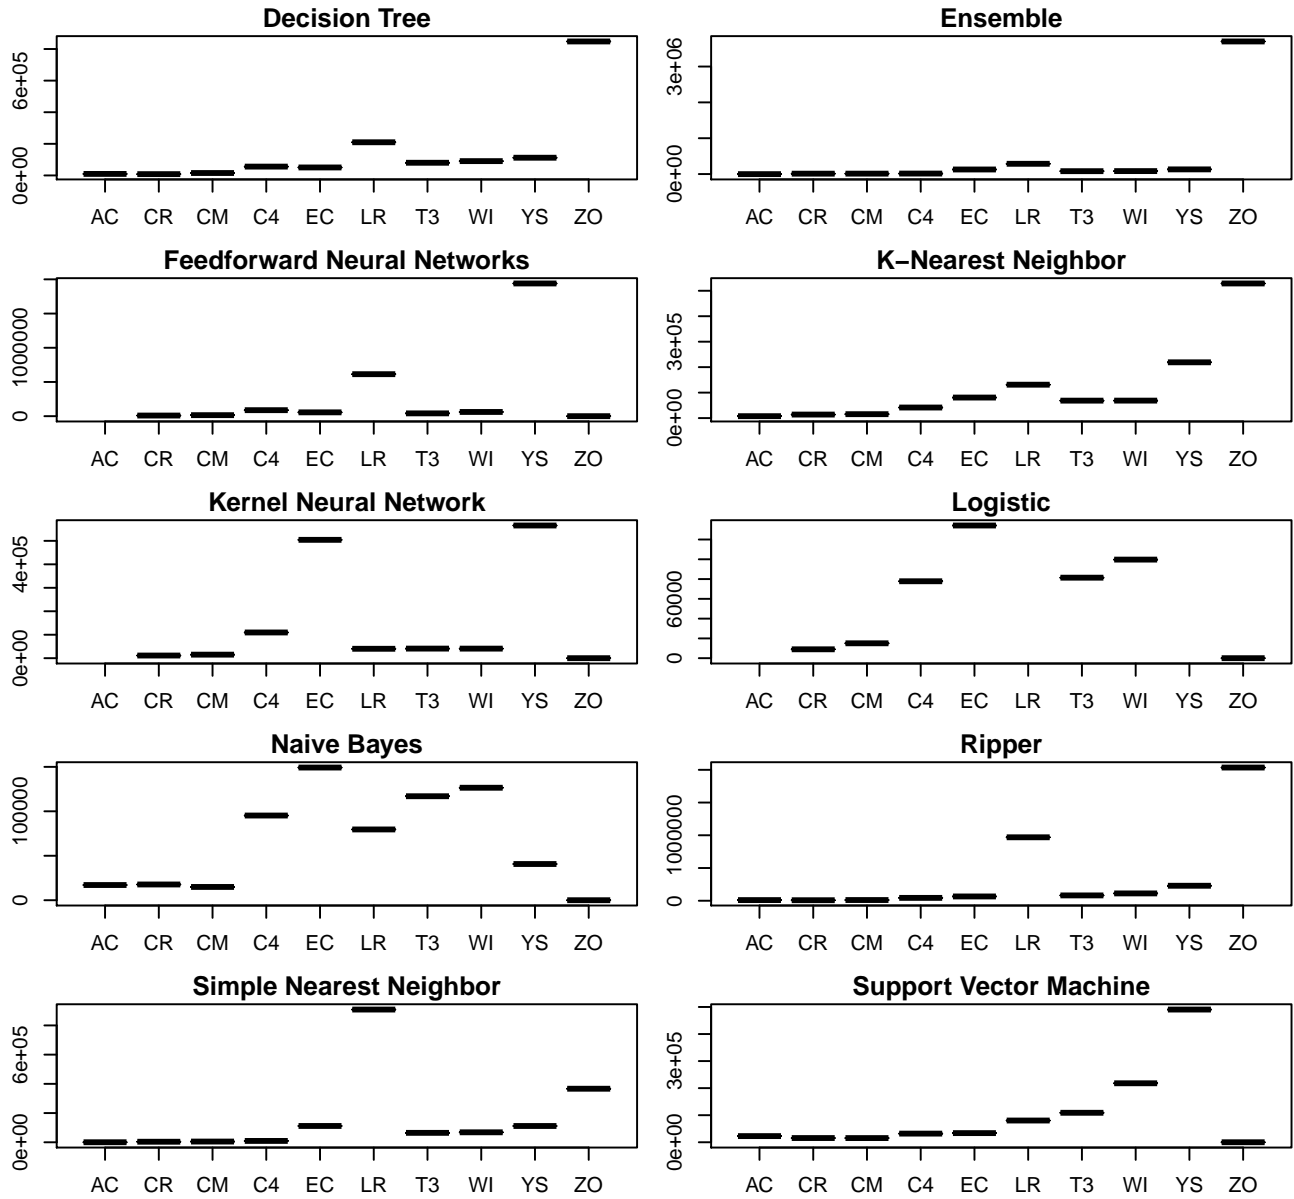 Decision Tree
6e+05
0e+00
AC CR CM C4 EC LR T3 WI YS ZO
Ensemble
3e+06
0e+00
AC CR CM C4 EC LR T3 WI YS ZO
Feedforward Neural Networks
1000000
0
AC CR CM C4 EC LR T3 WI YS ZO
K−Nearest Neighbor
3e+05
0e+00
AC CR CM C4 EC LR T3 WI YS ZO
Kernel Neural Network
4e+05
0e+00
AC CR CM C4 EC LR T3 WI YS ZO
Logistic
60000
0
AC CR CM C4 EC LR T3 WI YS ZO
Naive Bayes
100000
0
AC CR CM C4 EC LR T3 WI YS ZO
Ripper
1000000
0
AC CR CM C4 EC LR T3 WI YS ZO
Simple Nearest Neighbor
6e+05
0e+00
AC CR CM C4 EC LR T3 WI YS ZO
Support Vector Machine
3e+05
0e+00
AC CR CM C4 EC LR T3 WI YS ZO